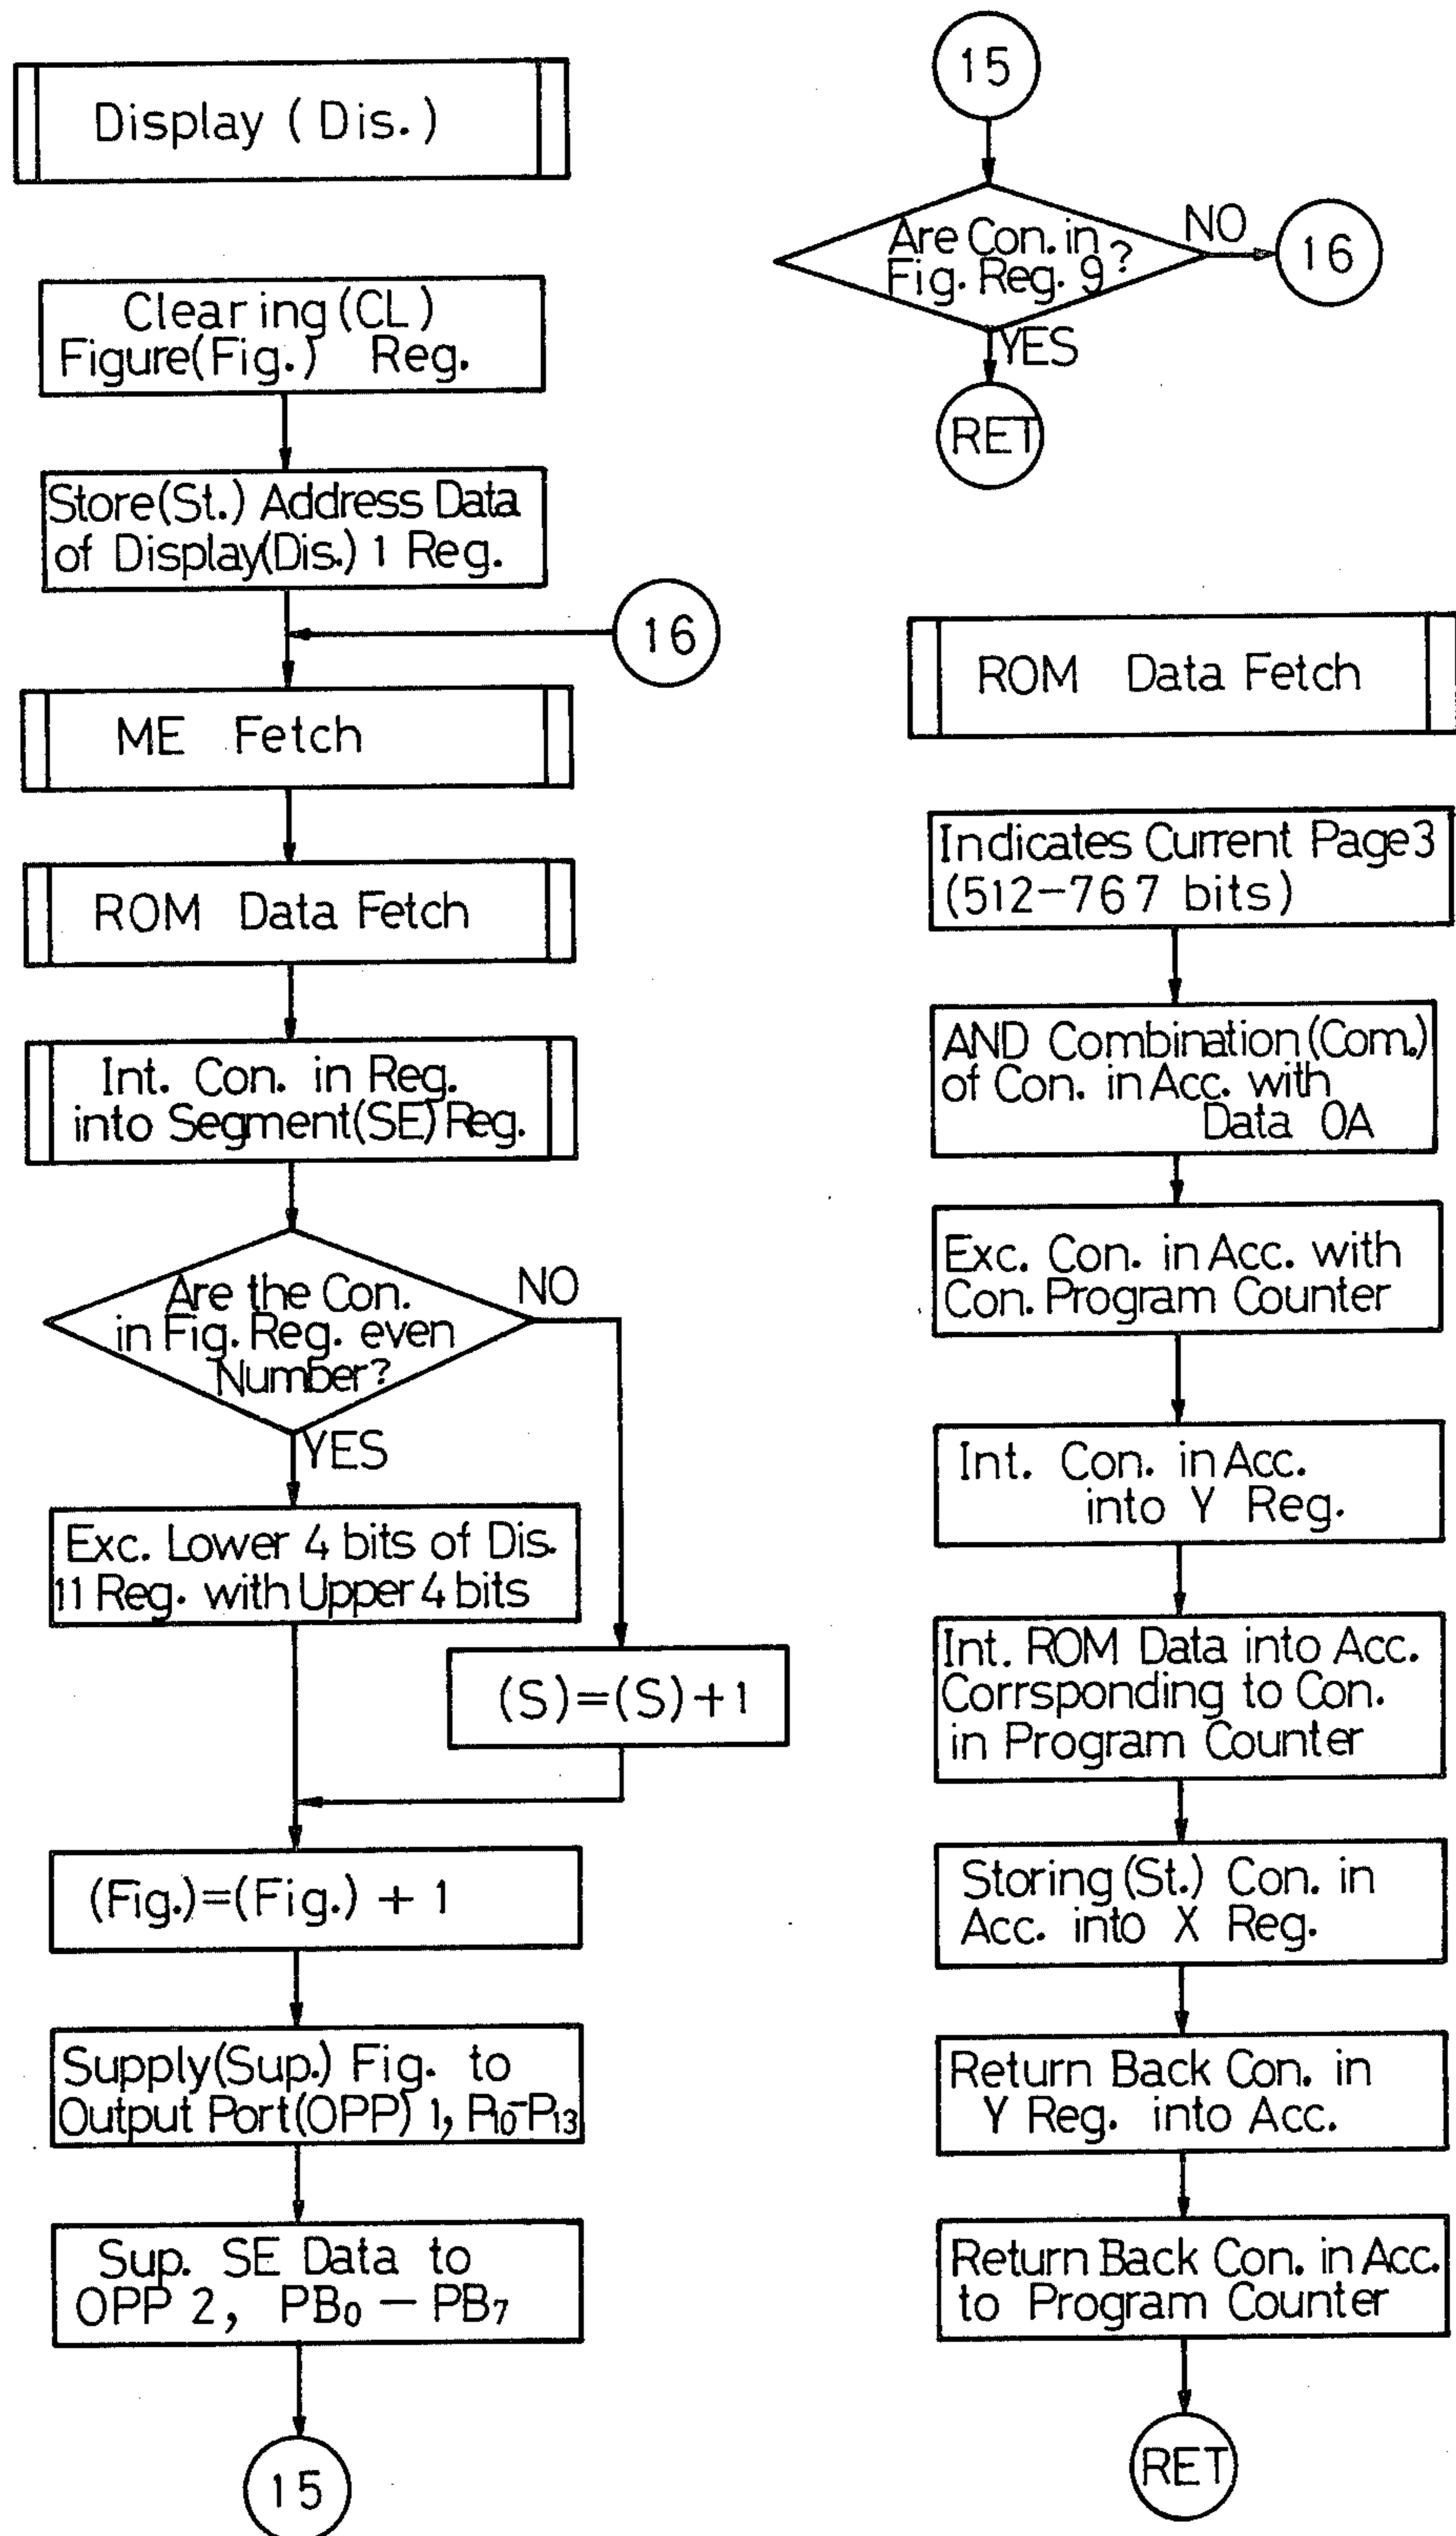 Display (Dis.)
Clearing (CL)
Figure(Fig.) Reg.
Store(St.) Address Data
of Display(Dis.) 1 Reg.
16
ME Fetch
ROM Data Fetch
Int. Con. in Reg.
into Segment(SE) Reg.
Are the Con.
in Fig. Reg. even
Number?
NO
YES
Exc. Lower 4 bits of Dis.
11 Reg. with Upper 4 bits
(S)=(S)+1
(Fig.)=(Fig.) + 1
Supply(Sup.) Fig. to
Output Port(OPP) 1, P10-P13
Sup. SE Data to
OPP 2, PB0 - PB7
15
15
Are Con. in
Fig. Reg. 9?
NO
16
YES
RET
ROM Data Fetch
Indicates Current Page3
(512-767 bits)
AND Combination (Com.)
of Con. in Acc. with
Data 0A
Exc. Con. in Acc. with
Con. Program Counter
Int. Con. in Acc.
into Y Reg.
Int. ROM Data into Acc.
Corrsponding to Con.
in Program Counter
Storing (St.) Con. in
Acc. into X Reg.
Return Back Con. in
Y Reg. into Acc.
Return Back Con. in Acc.
to Program Counter
RET